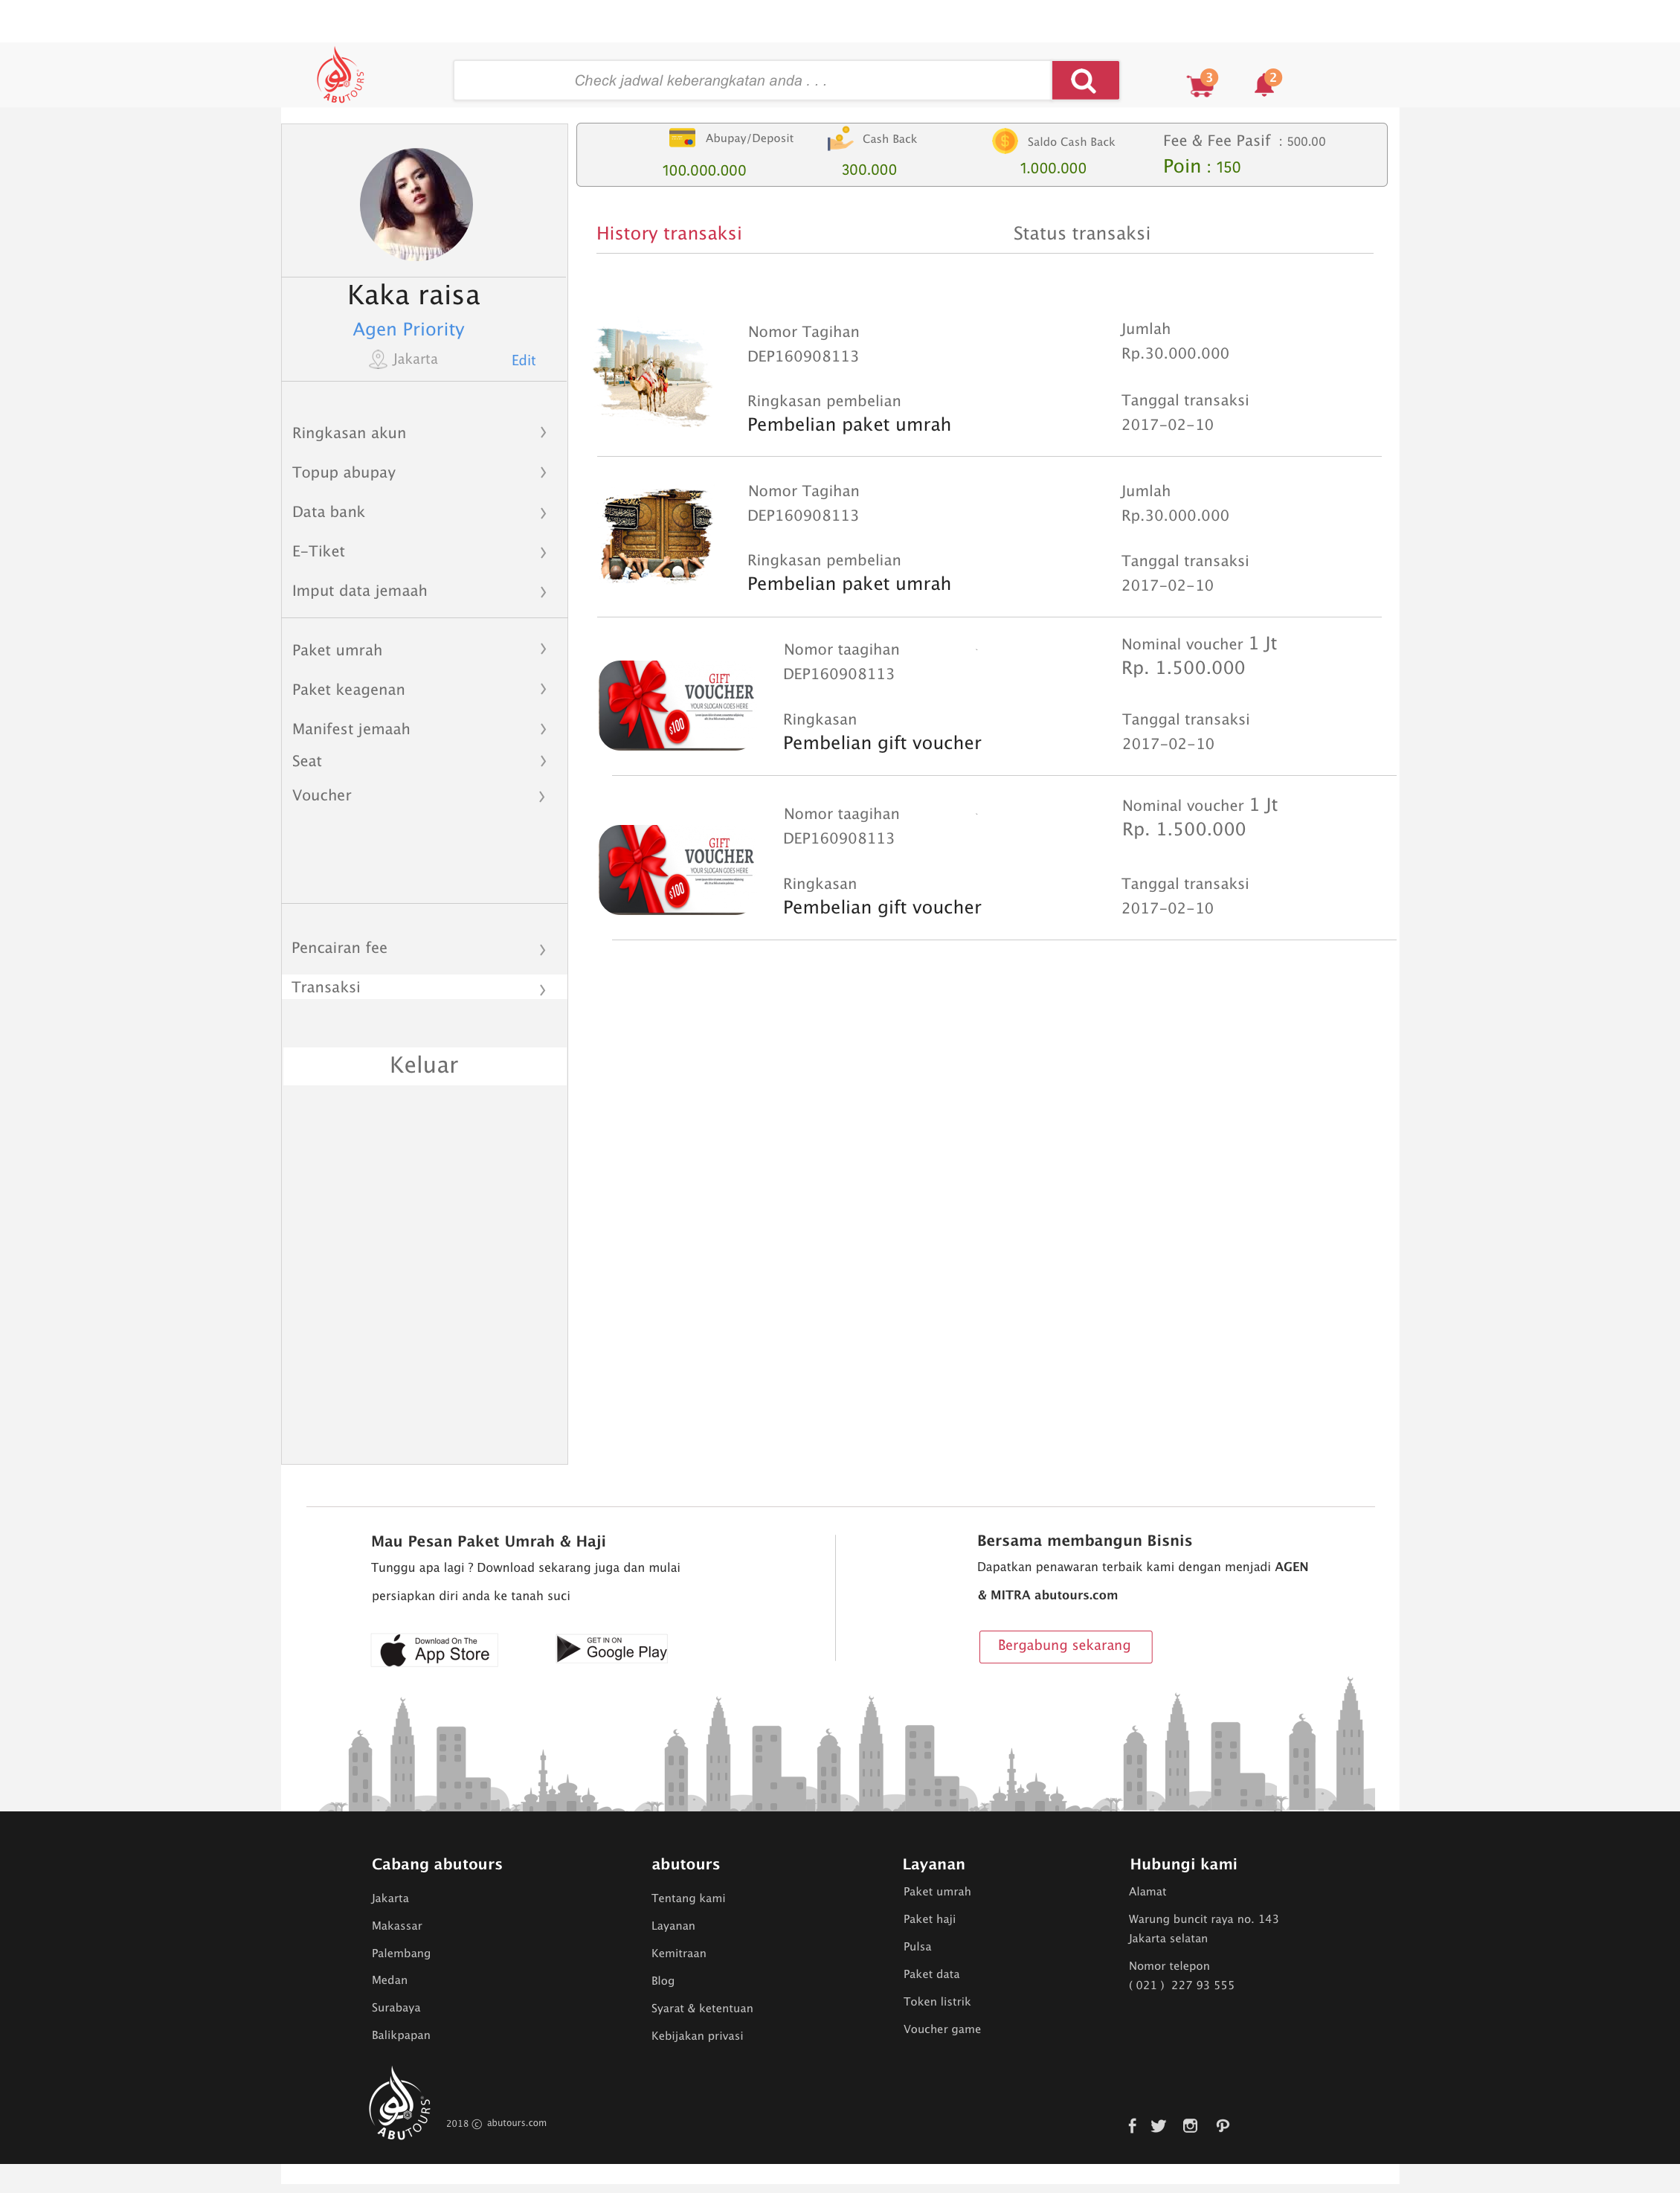 ABUTOURS
Check jadwal keberangkatan anda . . .
3
2
Abupay/Deposit
100.000.000
Cash Back
300.000
Saldo Cash Back
1.000.000
Fee & Fee Pasif : 500.00
Poin : 150
Kaka raisa
Agen Priority
Jakarta
Edit
Ringkasan akun
Topup abupay
Data bank
E-Tiket
Imput data jemaah
Paket umrah
Paket keagenan
Manifest jemaah
Seat
Voucher
Pencairan fee
Transaksi
Keluar
History transaksi
Status transaksi
Nomor Tagihan
DEP160908113
Ringkasan pembelian
Pembelian paket umrah
Jumlah
Rp.30.000.000
Tanggal transaksi
2017-02-10
Nomor Tagihan
DEP160908113
Ringkasan pembelian
Pembelian paket umrah
Jumlah
Rp.30.000.000
Tanggal transaksi
2017-02-10
GIFT
VOUCHER
YOUR SLOGAN GOES HERE
$100
Nomor taagihan
DEP160908113
Ringkasan
Pembelian gift voucher
Nominal voucher 1 Jt
Rp. 1.500.000
Tanggal transaksi
2017-02-10
GIFT
VOUCHER
YOUR SLOGAN GOES HERE
$100
Nomor taagihan
DEP160908113
Ringkasan
Pembelian gift voucher
Nominal voucher 1 Jt
Rp. 1.500.000
Tanggal transaksi
2017-02-10
Mau Pesan Paket Umrah & Haji
Tunggu apa lagi ? Download sekarang juga dan mulai
persiapkan diri anda ke tanah suci
Download On The
App Store
GET IN ON
Google Play
Bersama membangun Bisnis
Dapatkan penawaran terbaik kami dengan menjadi AGEN
& MITRA abutours.com
Bergabung sekarang
Cabang abutours
Jakarta
Makassar
Palembang
Medan
Surabaya
Balikpapan
abutours
Tentang kami
Layanan
Kemitraan
Blog
Syarat & ketentuan
Kebijakan privasi
Layanan
Paket umrah
Paket haji
Pulsa
Paket data
Token listrik
Voucher game
Hubungi kami
Alamat
Warung buncit raya no. 143
Jakarta selatan
Nomor telepon
( 021 ) 227 93 555
ABUTOURS
2018 © abutours.com